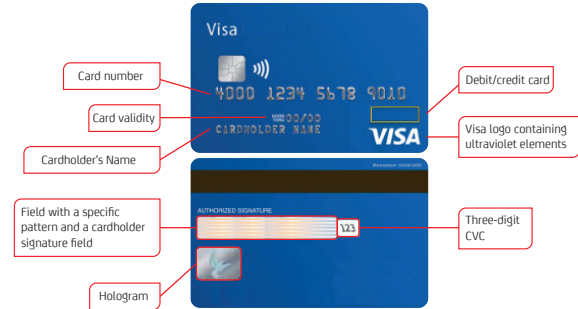 Visa
Card number
4000 1234 5678 9010
Debit/credit card
Card validity
GOOD THRU 00/00
CARDHOLDER NAME
VISA
Visa logo containing
ultraviolet elements
Cardholder's Name
AUTHORIZED SIGNATURE
123
Field with a specific
pattern and a cardholder
signature field
Three-digit
CVC
Hologram